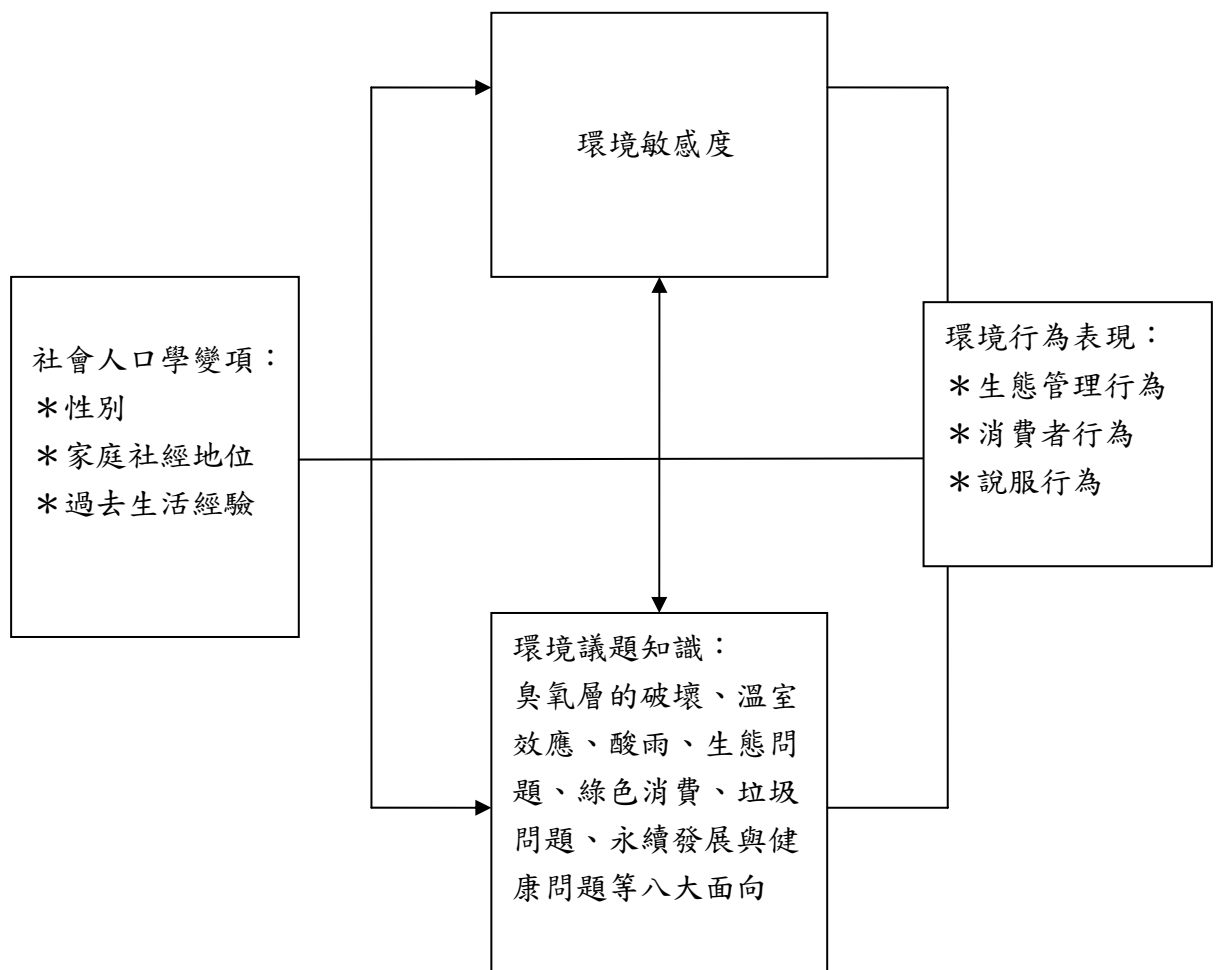 環境敏感度
社會人口學變項：
＊性別
＊家庭社經地位
＊過去生活經驗
環境行為表現：
＊生態管理行為
＊消費者行為
＊說服行為
環境議題知識：
臭氧層的破壞、溫室
效應、酸雨、生態問
題、綠色消費、垃圾
問題、永續發展與健
康問題等八大面向